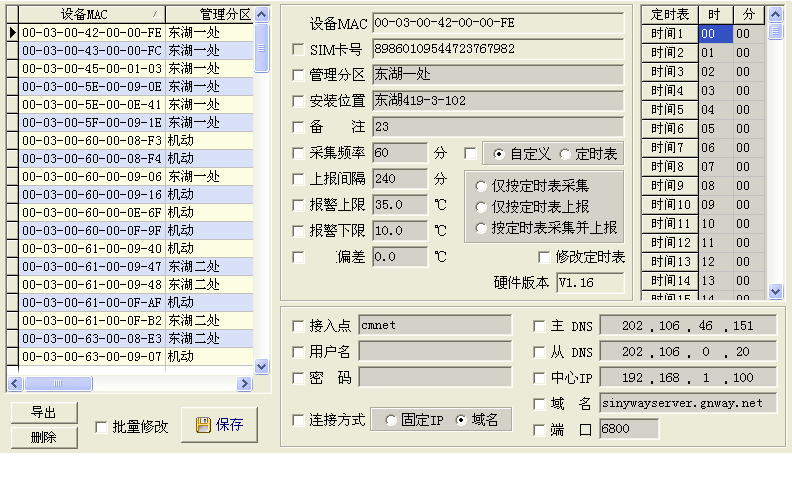 设备MAC 管理分区
00-03-00-42-00-00-FE 东湖一处
00-03-00-43-00-00-FC 东湖一处
00-03-00-45-00-01-03 东湖一处
00-03-00-5E-00-09-0E 东湖一处
00-03-00-5E-00-0E-41 东湖一处
00-03-00-5F-00-09-1E 东湖一处
00-03-00-60-00-08-F3 机动
00-03-00-60-00-08-F4 机动
00-03-00-60-00-09-06 东湖一处
00-03-00-60-00-09-16 机动
00-03-00-60-00-0E-6F 机动
00-03-00-60-00-0F-9F 机动
00-03-00-61-00-09-40 机动
00-03-00-61-00-09-47 东湖二处
00-03-00-61-00-09-48 东湖二处
00-03-00-61-00-0F-AF 机动
00-03-00-61-00-0F-B2 东湖二处
00-03-00-63-00-08-E3 东湖二处
00-03-00-63-00-09-07 机动
导出
删除
批量修改
保存
设备MAC 00-03-00-42-00-00-FE
SIM卡号 89860109544723767982
管理分区 东湖一处
安装位置 东湖419-3-102
备 注 23
采集频率 60 分 自定义 定时表
上报间隔 240 分 仅按定时表采集
报警上限 35.0 ℃ 仅按定时表上报
报警下限 10.0 ℃ 按定时表采集并上报
偏差 0.0 ℃ 修改定时表
硬件版本 V1.16
定时表 时 分
时间1 00 00
时间2 01 00
时间3 02 00
时间4 03 00
时间5 04 00
时间6 05 00
时间7 06 00
时间8 07 00
时间9 08 00
时间10 09 00
时间11 10 00
时间12 11 00
时间13 12 00
时间14 13 00
时间15 14 00
接入点 cmnet
用户名
密 码
连接方式 固定IP 域名
主 DNS 202 . 106 . 46 . 151
从 DNS 202 . 106 . 0 . 20
中心IP 192 . 168 . 1 . 100
域 名 sinywayserver.gnway.net
端 口 6800